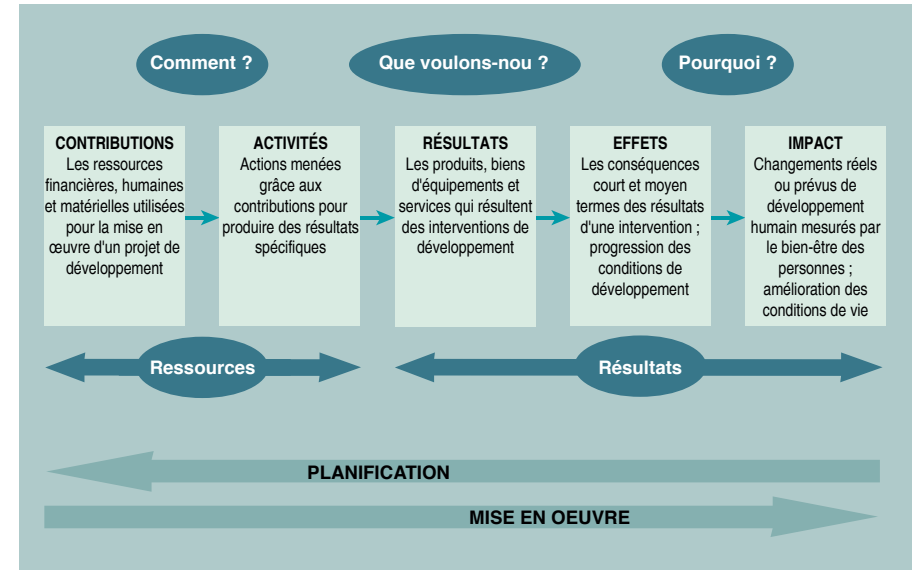 Comment ?
Que voulons-nou ?
Pourquoi ?
CONTRIBUTIONS
Les ressources
financières, humaines
et matérielles utilisées
pour la mise en
œuvre d'un projet de
développement
ACTIVITÉS
Actions menées
grâce aux
contributions pour
produire des résultats
spécifiques
RÉSULTATS
Les produits, biens
d'équipements et
services qui résultent
des interventions de
développement
EFFETS
Les conséquences
court et moyen
termes des résultats
d'une intervention ;
progression des
conditions de
développement
IMPACT
Changements réels
ou prévus de
développement
humain mesurés par
le bien-être des
personnes ;
amélioration des
conditions de vie
Ressources
Résultats
PLANIFICATION
MISE EN OEUVRE